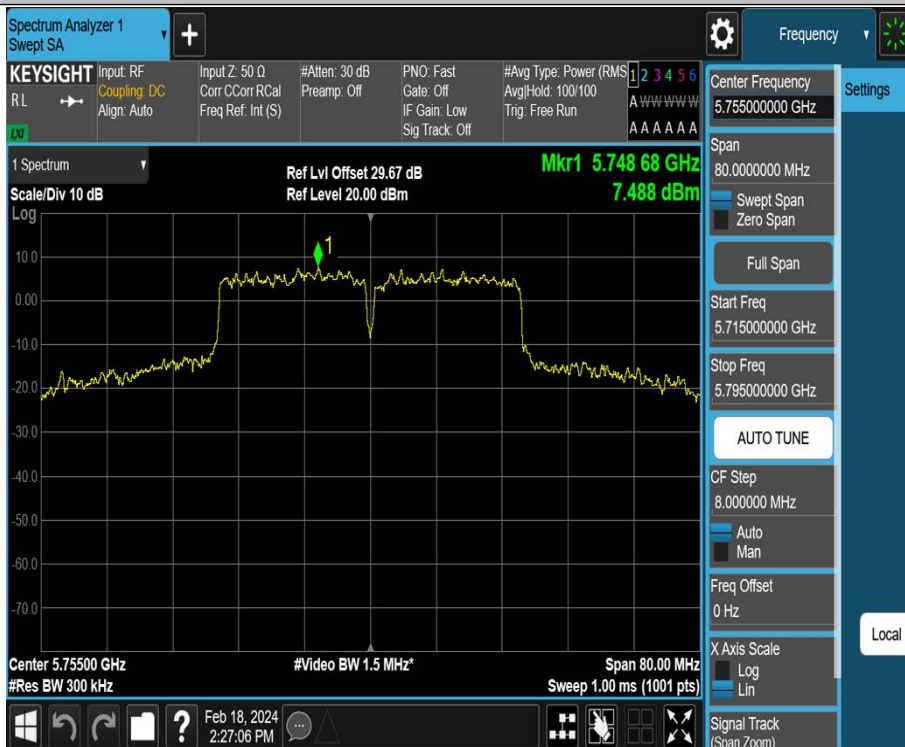 Spectrum Analyzer 1
Swept SA
Frequency
KEYSIGHT
RL
LXI
Input: RF
Coupling: DC
Align: Auto
Input Z: 50 Ω
Corr CCorr RCal
Freq Ref: Int (S)
#Atten: 30 dB
Preamp: Off
PNO: Fast
Gate: Off
IF Gain: Low
Sig Track: Off
#Avg Type: Power (RMS
Avg|Hold: 100/100
Trig: Free Run
1 2 3 4 5 6
A W W W W W
A A A A A A
1 Spectrum
Scale/Div 10 dB
Log
Ref Lvl Offset 29.67 dB
Ref Level 20.00 dBm
Mkr1 5.748 68 GHz
7.488 dBm
1
10.0
0.00
-10.0
-20.0
-30.0
-40.0
-50.0
-60.0
-70.0
Center 5.75500 GHz
#Res BW 300 kHz
#Video BW 1.5 MHz*
Span 80.00 MHz
Sweep 1.00 ms (1001 pts)
?
Feb 18, 2024
2:27:06 PM
Center Frequency
5.755000000 GHz
Span
80.0000000 MHz
Swept Span
Zero Span
Full Span
Start Freq
5.715000000 GHz
Stop Freq
5.795000000 GHz
AUTO TUNE
CF Step
8.000000 MHz
Auto
Man
Freq Offset
0 Hz
X Axis Scale
Log
Lin
Signal Track
(Span Zoom)
Settings
Local